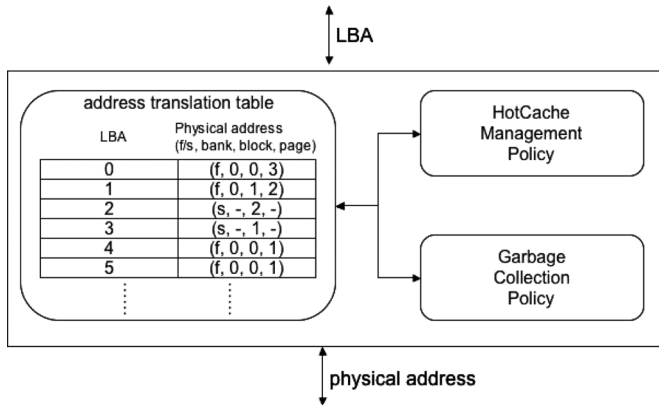 LBA
address translation table
LBA
Physical address
(f/s, bank, block, page)
0 (f, 0, 0, 3)
1 (f, 0, 1, 2)
2 (s, -, 2, -)
3 (s, -, 1, -)
4 (f, 0, 0, 1)
5 (f, 0, 0, 1)
HotCache
Management
Policy
Garbage
Collection
Policy
physical address